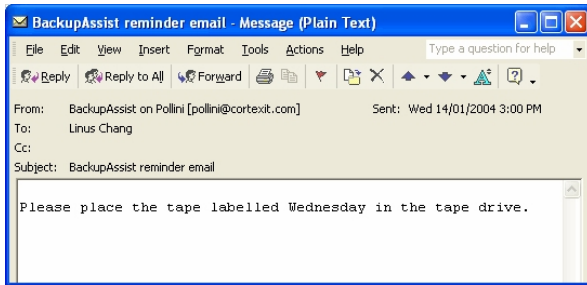 BackupAssist reminder email - Message (Plain Text)
File Edit View Insert Format Tools Actions Help Type a question for help
Reply Reply to All Forward
From: BackupAssist on Pollini [pollini@cortexit.com] Sent: Wed 14/01/2004 3:00 PM
To: Linus Chang
Cc:
Subject: BackupAssist reminder email
Please place the tape labelled Wednesday in the tape drive.